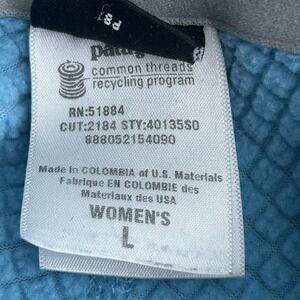 common threads
recycling program
RN:51884
CUT:2184 STY:40135S0
888052154090
Made in COLOMBIA of U.S. Materials
Fabrique EN COLOMBIE des
Materiaux des USA
WOMEN'S
L